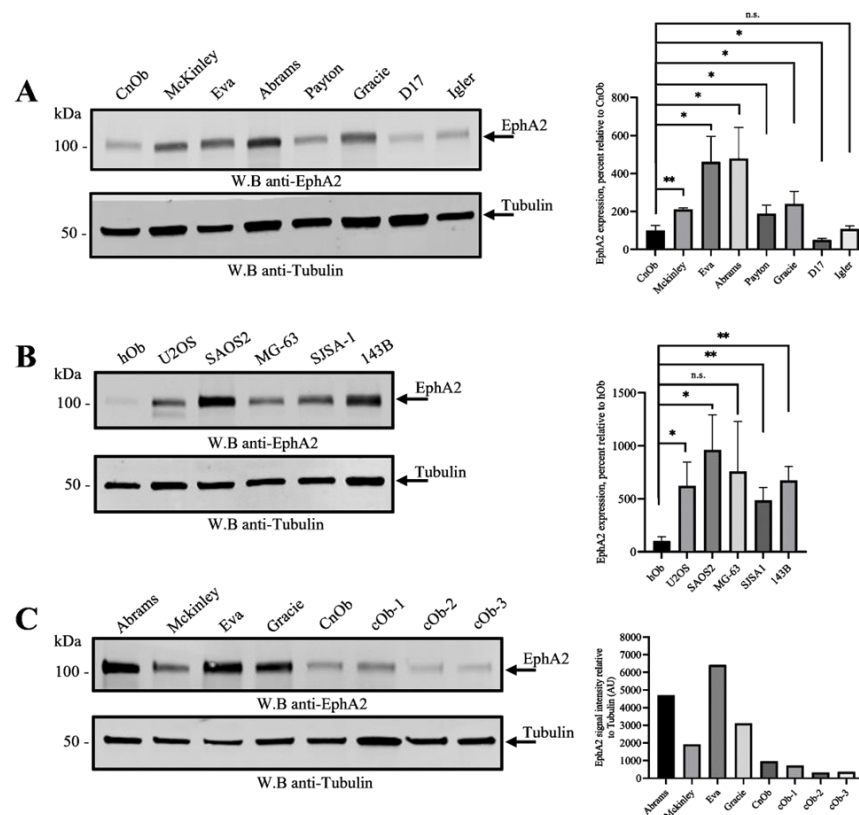 A
CnOb McKinley Eva Abrams Payton Gracie D17 Igler
kDa
100 -
EphA2
W.B anti-EphA2
Tubulin
50 -
W.B anti-Tubulin
n.s.
*
*
*
*
*
**
EphA2 expression, percent relative to CnOb
800
600
400
200
0
CnOb Mckinley Eva Abrams Payton Gracie D17 Igler
B
hOb U2OS SAOS2 MG-63 SJSA-1 143B
kDa
100 -
EphA2
W.B anti-EphA2
Tubulin
50 -
W.B anti-Tubulin
**
**
n.s.
*
*
EphA2 expression, percent relative to hOb
1500
1000
500
0
hOb U2OS SAOS2 MG-63 SJSA1 143B
C
Abrams Mckinley Eva Gracie CnOb cOb-1 cOb-2 cOb-3
kDa
100 -
EphA2
W.B anti-EphA2
Tubulin
50 -
W.B anti-Tubulin
EphA2 signal intensity relative
to Tubulin (AU)
8000
7000
6000
5000
4000
3000
2000
1000
0
Abrams Mckinley Eva Gracie CnOb cOb-1 cOb-2 cOb-3